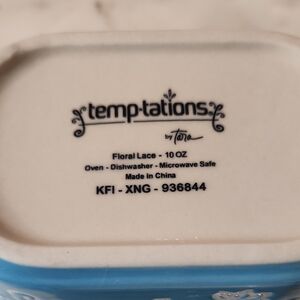 temp-tations
by Tara
Floral Lace - 10 OZ
Oven - Dishwasher - Microwave Safe
Made in China
KFI - XNG - 936844